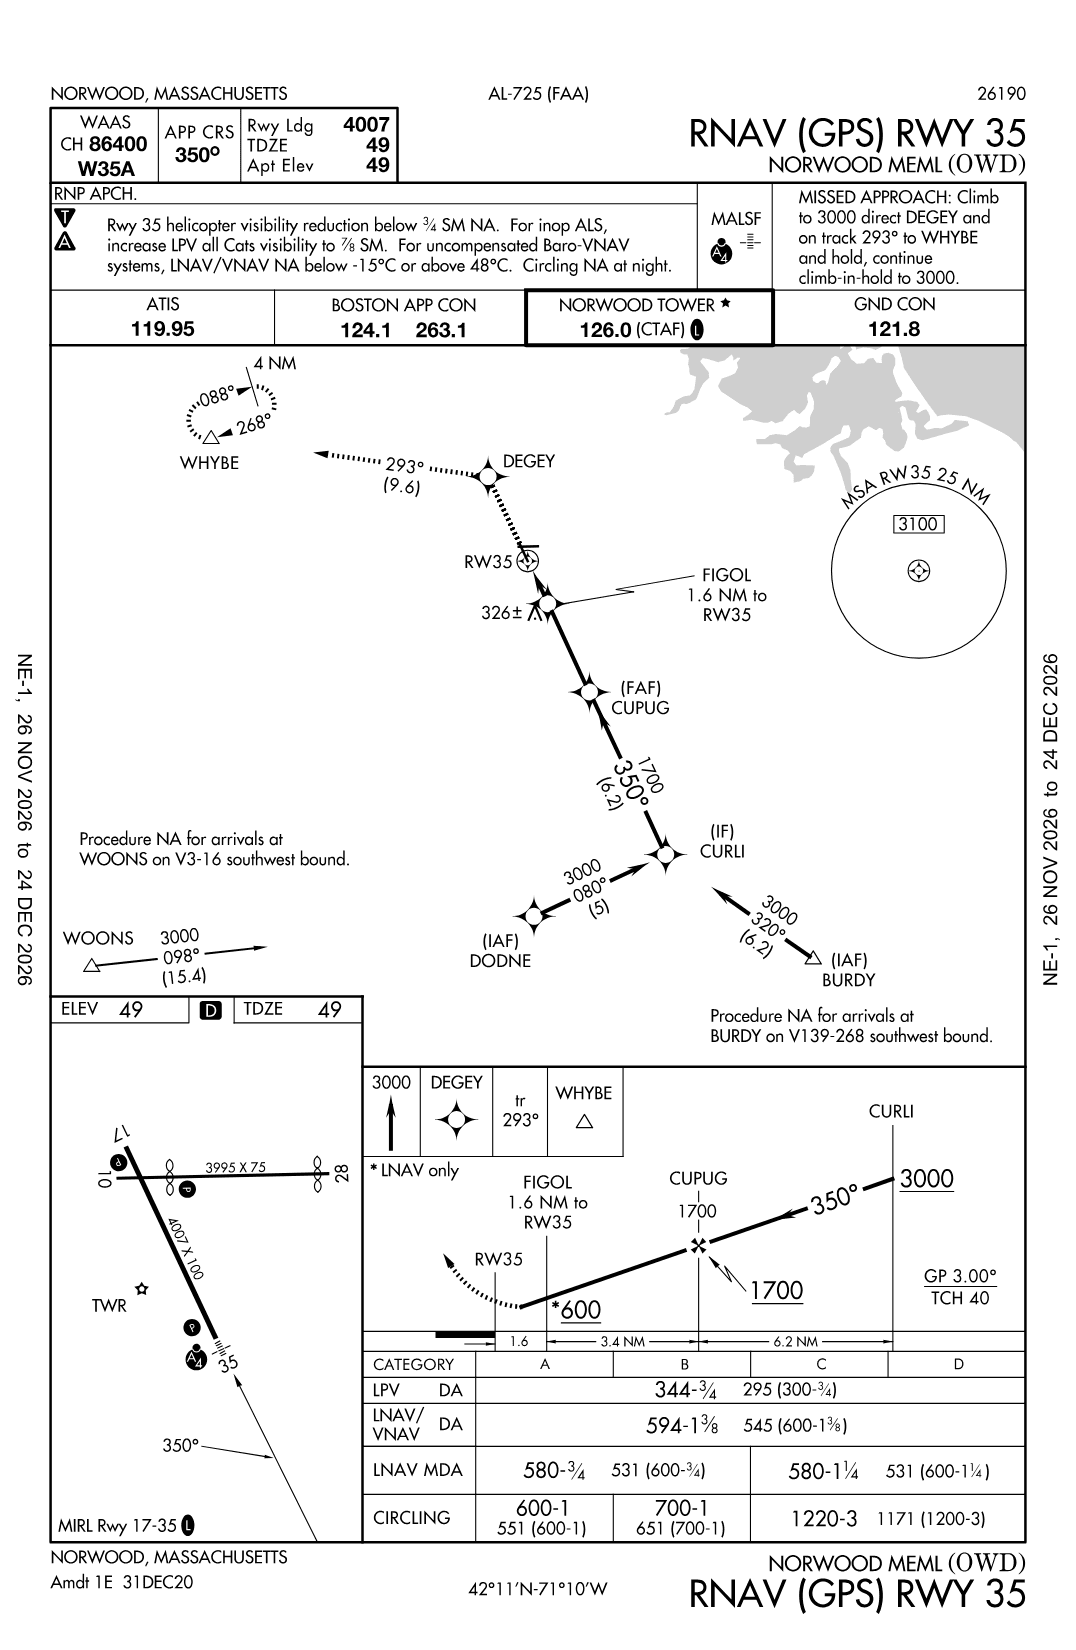 NORWOOD, MASSACHUSETTS
AL-725 (FAA)
26190
WAAS
CH 86400
W35A
APP CRS
350°
Rwy Ldg 4007
TDZE 49
Apt Elev 49
RNAV (GPS) RWY 35
NORWOOD MEML (OWD)
RNP APCH.
T
A
Rwy 35 helicopter visibility reduction below ¾ SM NA. For inop ALS,
increase LPV all Cats visibility to ⅞ SM. For uncompensated Baro-VNAV
systems, LNAV/VNAV NA below -15°C or above 48°C. Circling NA at night.
MALSF
A4
MISSED APPROACH: Climb
to 3000 direct DEGEY and
on track 293° to WHYBE
and hold, continue
climb-in-hold to 3000.
ATIS
119.95
BOSTON APP CON
124.1 263.1
NORWOOD TOWER ★
126.0 (CTAF) L
GND CON
121.8
4 NM
088°
268°
WHYBE
293°
(9.6)
DEGEY
MSA RW35 25 NM
3100
RW35
FIGOL
1.6 NM to
RW35
326±
(FAF)
CUPUG
1700
350°
(6.2)
(IF)
CURLI
3000
080°
(5)
(IAF)
DODNE
3000
320°
(6.2)
(IAF)
BURDY
Procedure NA for arrivals at
WOONS on V3-16 southwest bound.
WOONS
3000
098°
(15.4)
Procedure NA for arrivals at
BURDY on V139-268 southwest bound.
NE-1, 26 NOV 2026 to 24 DEC 2026
NE-1, 26 NOV 2026 to 24 DEC 2026
ELEV 49
D
TDZE 49
17
P
10
3995 X 75
P
28
4007 X 100
TWR
P
A4
35
350°
MIRL Rwy 17-35 L
3000
DEGEY
tr
293°
WHYBE
* LNAV only
CURLI
FIGOL
1.6 NM to
RW35
CUPUG
1700
350°
3000
RW35
1700
*600
GP 3.00°
TCH 40
1.6
3.4 NM
6.2 NM
CATEGORY A B C D
LPV DA 344-¾ 295 (300-¾)
LNAV/
VNAV DA 594-1⅜ 545 (600-1⅜)
LNAV MDA 580-¾ 531 (600-¾) 580-1¼ 531 (600-1¼)
CIRCLING
600-1
551 (600-1)
700-1
651 (700-1)
1220-3 1171 (1200-3)
NORWOOD, MASSACHUSETTS
Amdt 1E 31DEC20
42°11'N-71°10'W
NORWOOD MEML (OWD)
RNAV (GPS) RWY 35